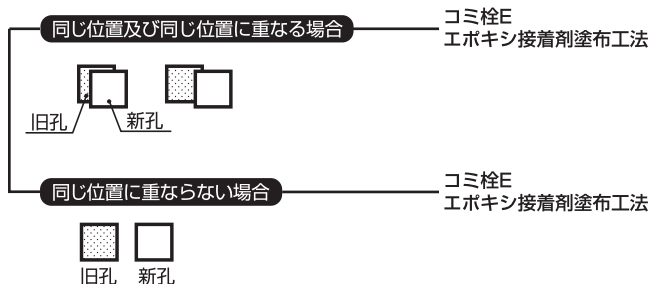 同じ位置及び同じ位置に重なる場合
コミ栓E
エポキシ接着剤塗布工法
旧孔
新孔
同じ位置に重ならない場合
コミ栓E
エポキシ接着剤塗布工法
旧孔
新孔